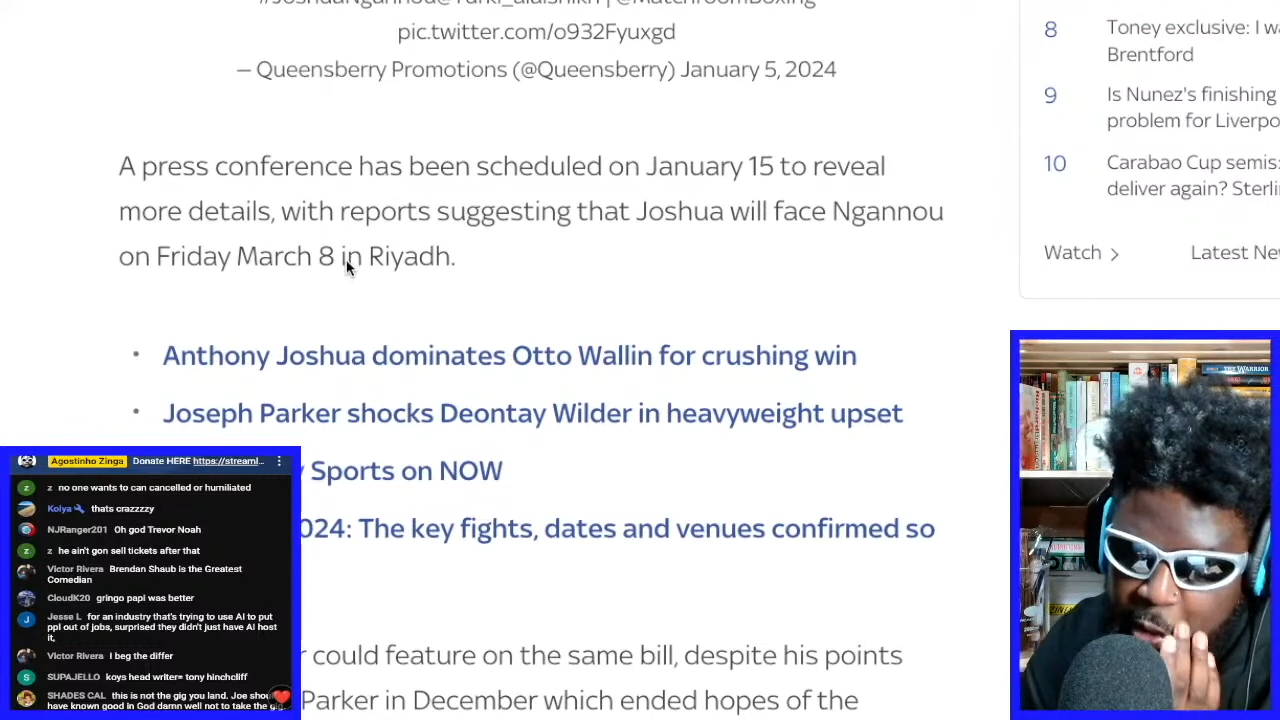 pic.twitter.com/o932Fyuxgd
— Queensberry Promotions (@Queensberry) January 5, 2024
A press conference has been scheduled on January 15 to reveal
more details, with reports suggesting that Joshua will face Ngannou
on Friday March 8 in Riyadh.
• Anthony Joshua dominates Otto Wallin for crushing win
• Joseph Parker shocks Deontay Wilder in heavyweight upset
Sports on NOW
024: The key fights, dates and venues confirmed so
could feature on the same bill, despite his points
Parker in December which ended hopes of the
8 Toney exclusive: I wa
Brentford
9 Is Nunez's finishing
problem for Liverpo
10 Carabao Cup semis:
deliver again? Sterli
Watch > Latest Ne
Agostinho Zinga Donate HERE https://streaml...
z no one wants to can cancelled or humiliated
Kolya thats crazzzzy
NJRanger201 Oh god Trevor Noah
z he ain't gon sell tickets after that
Victor Rivera Brendan Shaub is the Greatest
Comedian
CloudK20 gringo papi was better
Jesse L for an industry that's trying to use AI to put
ppl out of jobs, surprised they didn't just have AI host
it,
Victor Rivera I beg the differ
SUPAJELLO koys head writer= tony hinchcliff
SHADES CAL this is not the gig you land. Joe shou
have known good in God damn well not to take the gig
THE WARRIOR